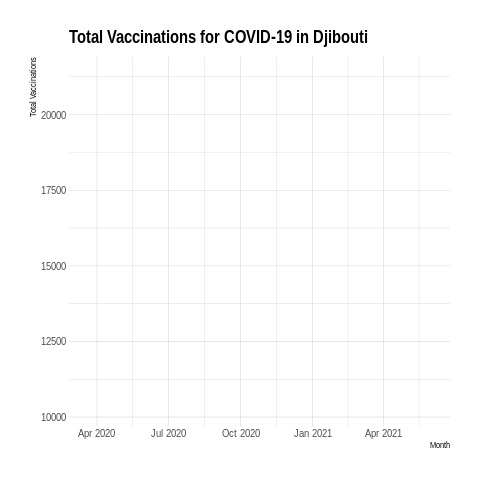 Total Vaccinations for COVID-19 in Djibouti
Total Vaccinations
20000
17500
15000
12500
10000
Apr 2020 Jul 2020 Oct 2020 Jan 2021 Apr 2021
Month